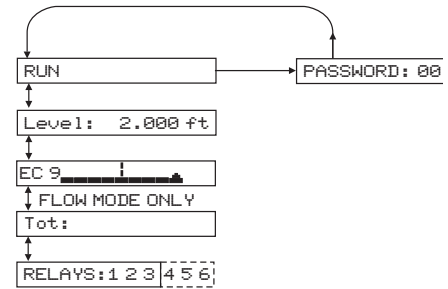 RUN
PASSWORD: 00
Level: 2.000 ft
EC 9
FLOW MODE ONLY
Tot:
RELAYS:1 2 3 4 5 6